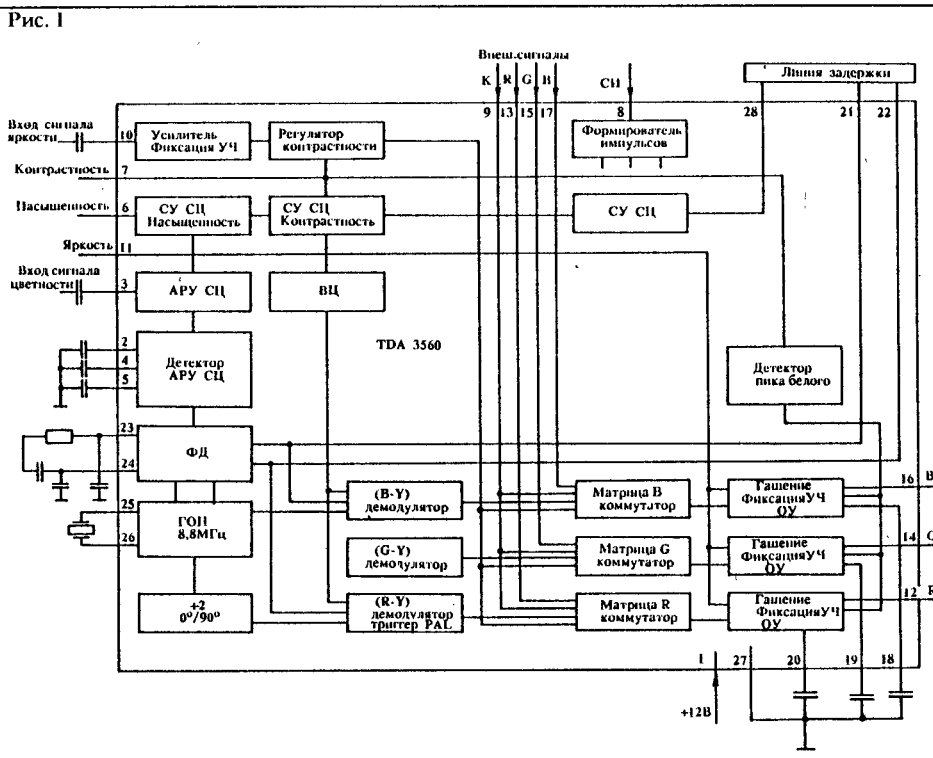 Рис. 1
Внеш.сигналы
К R G B
СИ
Линия задержки
9 13 15 17
8
28
21
22
Вход сигнала
яркости
10
Усилитель
Фиксация УЧ
Регулятор
контрастности
Формирователь
импульсов
Контрастность
7
Насыщенность
6
СУ СЦ
Насыщенность
СУ СЦ
Контрастность
СУ СЦ
Яркость
11
Вход сигнала
цветности
3
АРУ СЦ
ВЦ
TDA 3560
2
4
5
Детектор
АРУ СЦ
Детектор
пика белого
23
24
ФД
25
26
ГОН
8,8МГц
(B-Y)
демодулятор
Матрица B
коммутатор
Гашение
ФиксацияУЧ
ОУ
16
B
(G-Y)
демодулятор
Матрица G
коммутатор
Гашение
ФиксацияУЧ
ОУ
14
G
+2
0°/90°
(R-Y)
демодулятор
триггер PAL
Матрица R
коммутатор
Гашение
ФиксацияУЧ
ОУ
12
R
1
27
20
19
18
+12В